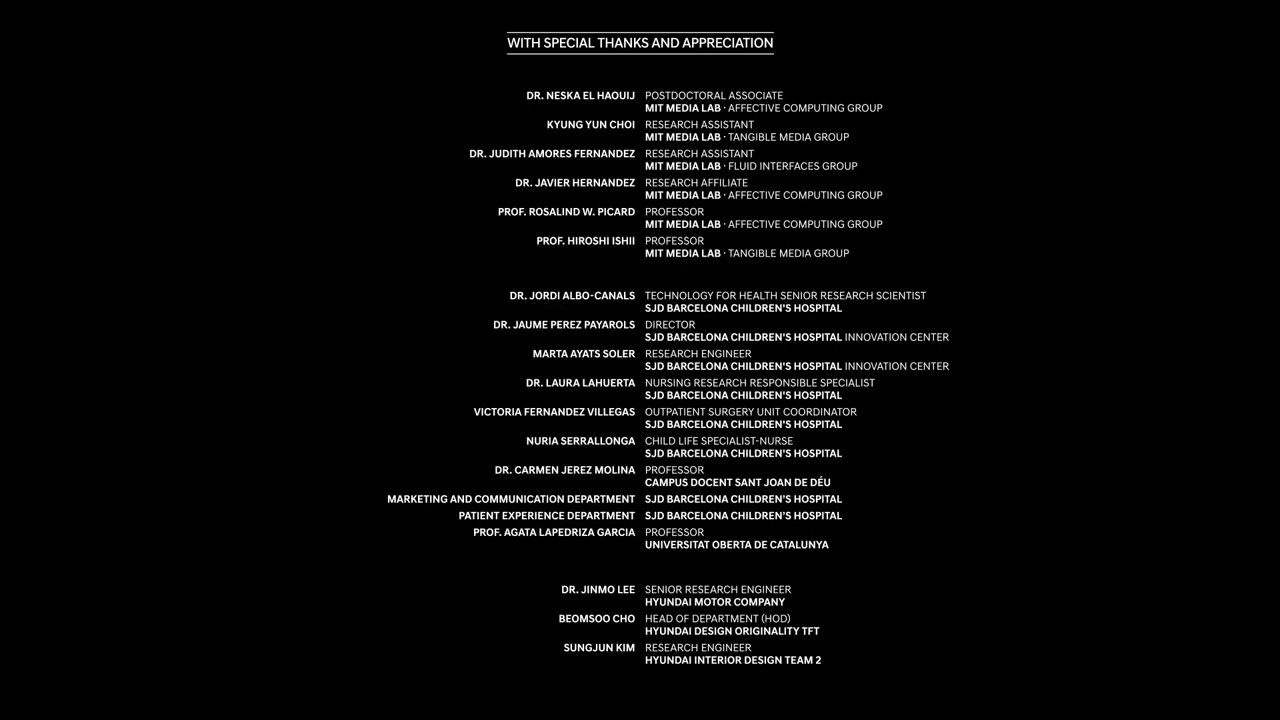 WITH SPECIAL THANKS AND APPRECIATION
DR. NESKA EL HAOUIJ POSTDOCTORAL ASSOCIATE
MIT MEDIA LAB · AFFECTIVE COMPUTING GROUP
KYUNG YUN CHOI RESEARCH ASSISTANT
MIT MEDIA LAB · TANGIBLE MEDIA GROUP
DR. JUDITH AMORES FERNANDEZ RESEARCH ASSISTANT
MIT MEDIA LAB · FLUID INTERFACES GROUP
DR. JAVIER HERNANDEZ RESEARCH AFFILIATE
MIT MEDIA LAB · AFFECTIVE COMPUTING GROUP
PROF. ROSALIND W. PICARD PROFESSOR
MIT MEDIA LAB · AFFECTIVE COMPUTING GROUP
PROF. HIROSHI ISHII PROFESSOR
MIT MEDIA LAB · TANGIBLE MEDIA GROUP
DR. JORDI ALBO-CANALS TECHNOLOGY FOR HEALTH SENIOR RESEARCH SCIENTIST
SJD BARCELONA CHILDREN'S HOSPITAL
DR. JAUME PEREZ PAYAROLS DIRECTOR
SJD BARCELONA CHILDREN'S HOSPITAL INNOVATION CENTER
MARTA AYATS SOLER RESEARCH ENGINEER
SJD BARCELONA CHILDREN'S HOSPITAL INNOVATION CENTER
DR. LAURA LAHUERTA NURSING RESEARCH RESPONSIBLE SPECIALIST
SJD BARCELONA CHILDREN'S HOSPITAL
VICTORIA FERNANDEZ VILLEGAS OUTPATIENT SURGERY UNIT COORDINATOR
SJD BARCELONA CHILDREN'S HOSPITAL
NURIA SERRALLONGA CHILD LIFE SPECIALIST-NURSE
SJD BARCELONA CHILDREN'S HOSPITAL
DR. CARMEN JEREZ MOLINA PROFESSOR
CAMPUS DOCENT SANT JOAN DE DÉU
MARKETING AND COMMUNICATION DEPARTMENT SJD BARCELONA CHILDREN'S HOSPITAL
PATIENT EXPERIENCE DEPARTMENT SJD BARCELONA CHILDREN'S HOSPITAL
PROF. AGATA LAPEDRIZA GARCIA PROFESSOR
UNIVERSITAT OBERTA DE CATALUNYA
DR. JINMO LEE SENIOR RESEARCH ENGINEER
HYUNDAI MOTOR COMPANY
BEOMSOO CHO HEAD OF DEPARTMENT (HOD)
HYUNDAI DESIGN ORIGINALITY TFT
SUNGJUN KIM RESEARCH ENGINEER
HYUNDAI INTERIOR DESIGN TEAM 2